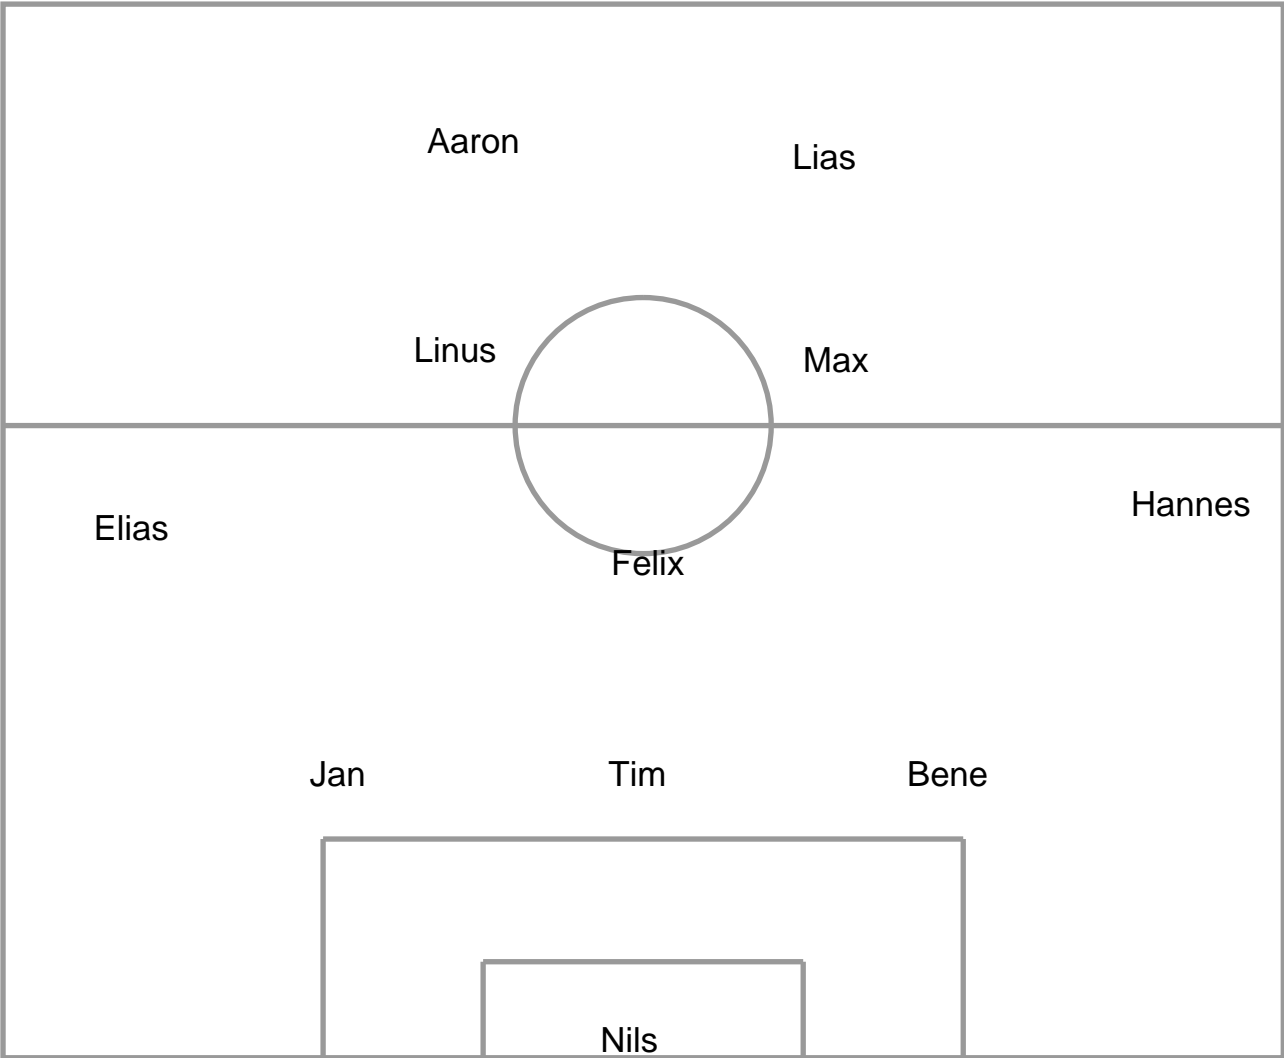 Aaron
Lias
Linus
Max
Hannes
Elias
Felix
Jan Tim Bene
Nils